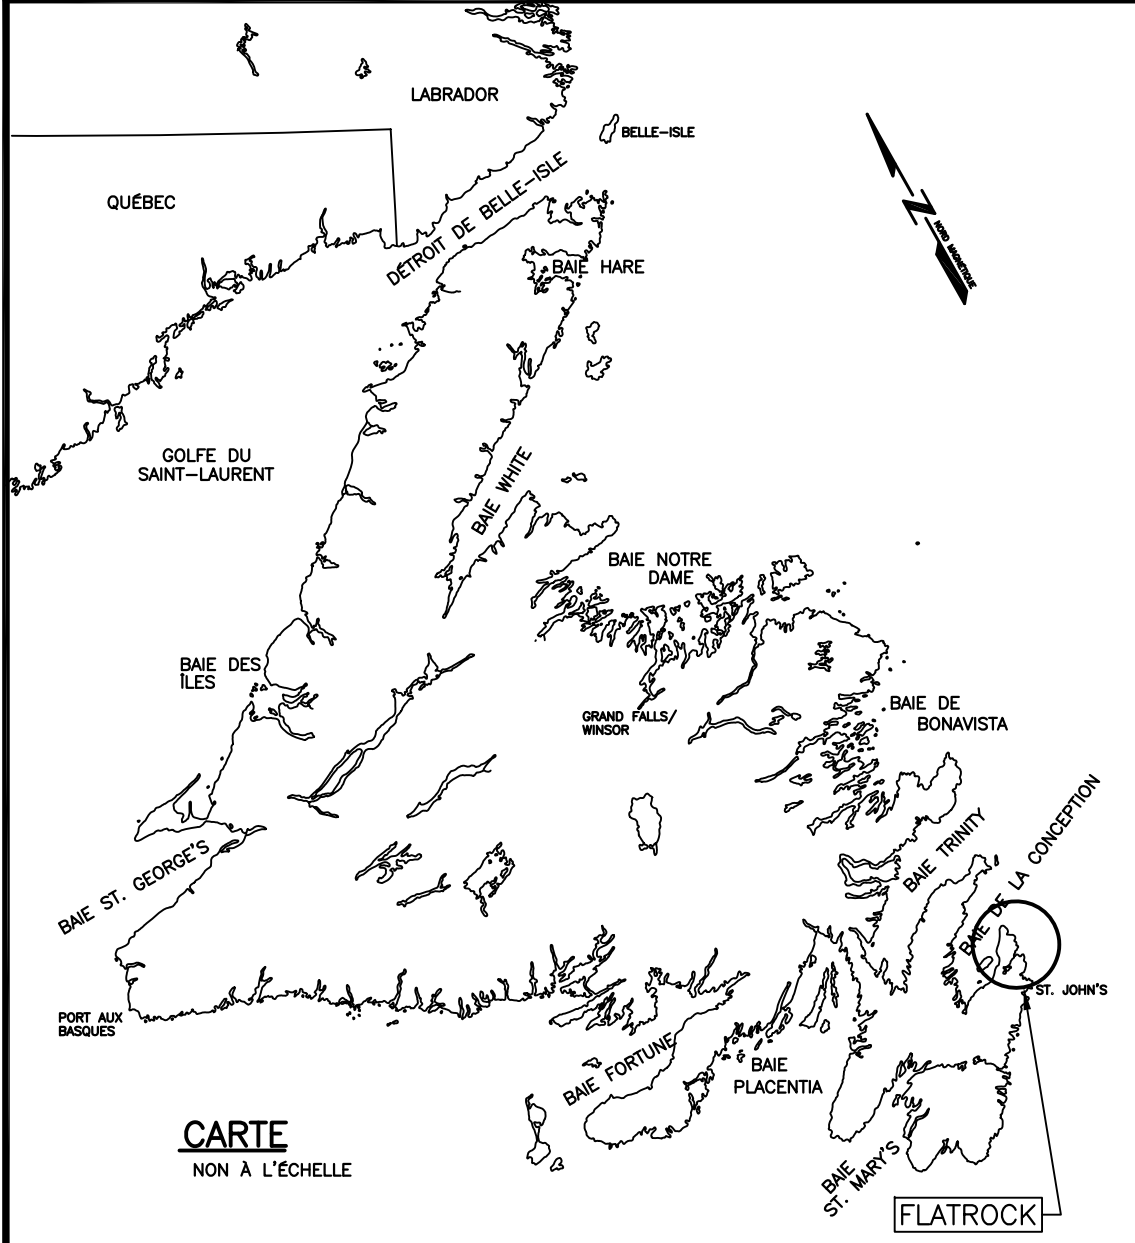 LABRADOR
BELLE-ISLE
QUÉBEC
DÉTROIT DE BELLE-ISLE
N
NORD MAGNÉTIQUE
BAIE HARE
GOLFE DU
SAINT-LAURENT
BAIE WHITE
BAIE NOTRE
DAME
BAIE DES
ÎLES
GRAND FALLS/
WINSOR
BAIE DE
BONAVISTA
BAIE TRINITY
BAIE DE LA CONCEPTION
BAIE ST. GEORGE'S
ST. JOHN'S
PORT AUX
BASQUES
BAIE FORTUNE
BAIE
PLACENTIA
CARTE
NON À L'ÉCHELLE
BAIE
ST. MARY'S
FLATROCK